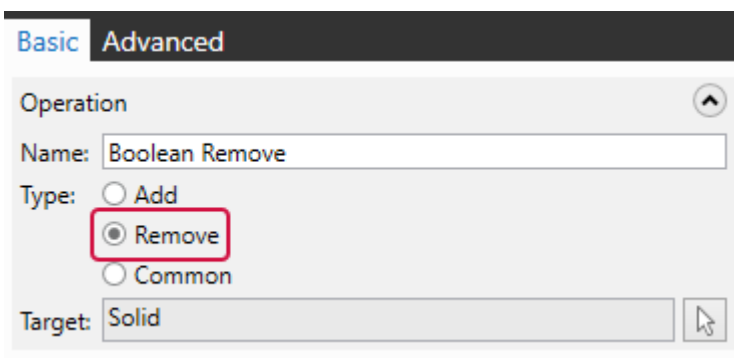 Basic Advanced
Operation
Name: Boolean Remove
Type: Add
Remove
Common
Target: Solid